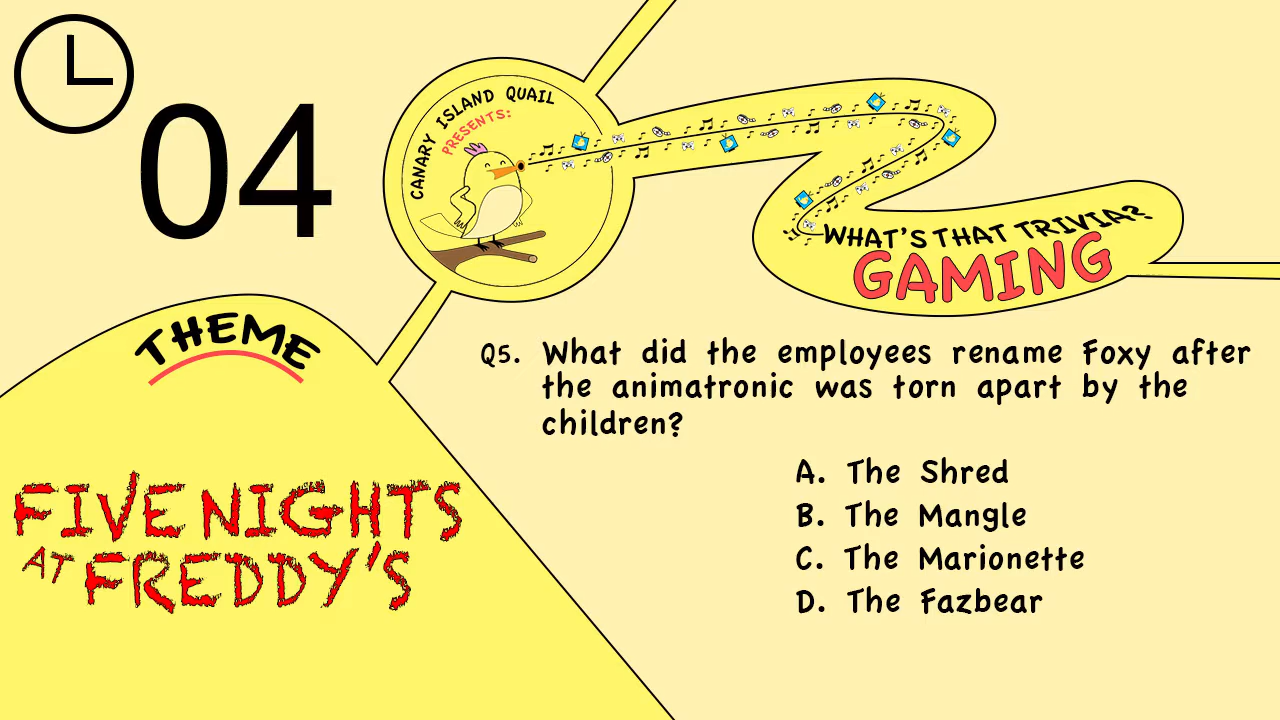 04
CANARY ISLAND QUAIL
PRESENTS:
WHAT'S THAT TRIVIA?
GAMING
THEME
FIVE NIGHTS
AT FREDDY'S
Q5. What did the employees rename Foxy after
the animatronic was torn apart by the
children?
A. The Shred
B. The Mangle
C. The Marionette
D. The Fazbear